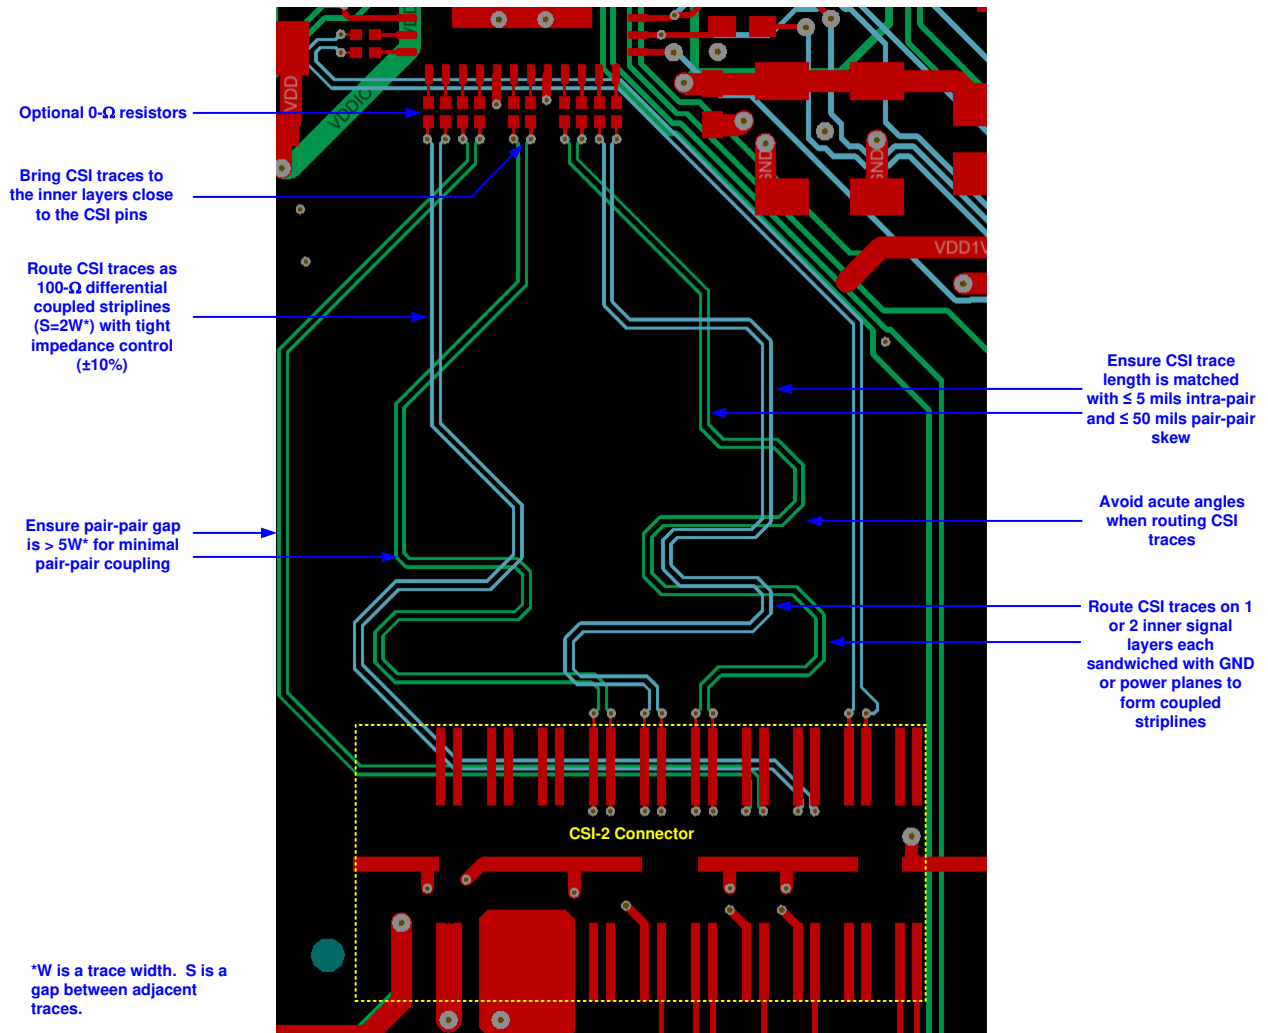 VDD
VDDIO
VDD
GND
GND
VDD1V
Optional 0-Ω resistors
Bring CSI traces to
the inner layers close
to the CSI pins
Route CSI traces as
100-Ω differential
coupled striplines
(S=2W*) with tight
impedance control
(±10%)
Ensure pair-pair gap
is > 5W* for minimal
pair-pair coupling
Ensure CSI trace
length is matched
with ≤ 5 mils intra-pair
and ≤ 50 mils pair-pair
skew
Avoid acute angles
when routing CSI
traces
Route CSI traces on 1
or 2 inner signal
layers each
sandwiched with GND
or power planes to
form coupled
striplines
CSI-2 Connector
*W is a trace width. S is a
gap between adjacent
traces.